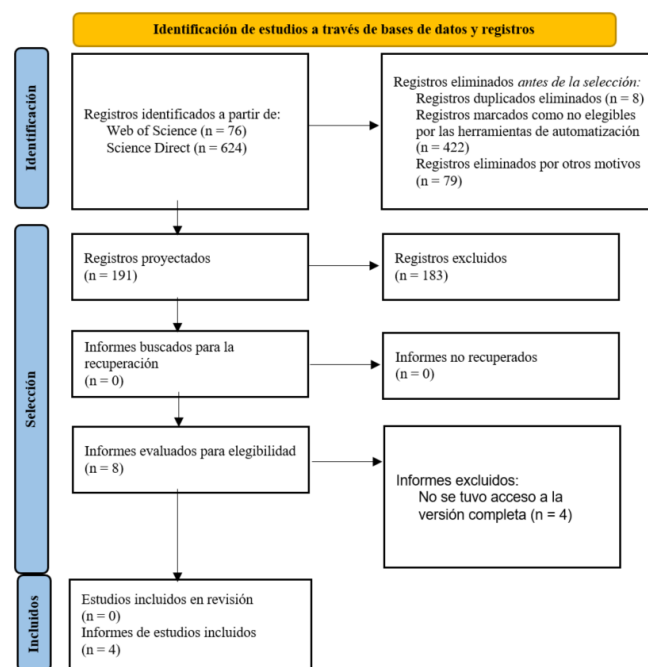 Identificación de estudios a través de bases de datos y registros
Identificación
Registros identificados a partir de:
Web of Science (n = 76)
Science Direct (n = 624)
Registros eliminados antes de la selección:
Registros duplicados eliminados (n = 8)
Registros marcados como no elegibles
por las herramientas de automatización
(n = 422)
Registros eliminados por otros motivos
(n = 79)
Selección
Registros proyectados
(n = 191)
Registros excluidos
(n = 183)
Informes buscados para la
recuperación
(n = 0)
Informes no recuperados
(n = 0)
Informes evaluados para elegibilidad
(n = 8)
Informes excluidos:
No se tuvo acceso a la
versión completa (n = 4)
Incluidos
Estudios incluidos en revisión
(n = 0)
Informes de estudios incluidos
(n = 4)